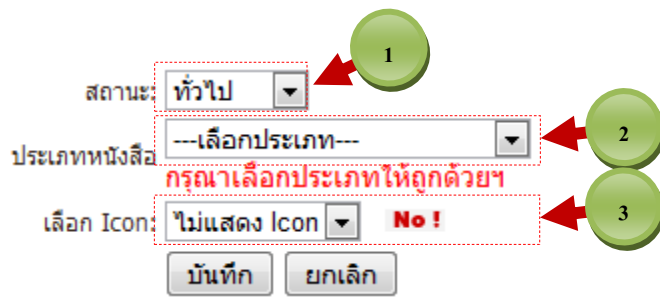 1
สถานะ: ทั่วไป
ประเภทหนังสือ ---เลือกประเภท--- 2
กรุณาเลือกประเภทให้ถูกด้วยฯ
เลือก Icon: ไม่แสดง Icon No ! 3
บันทึก ยกเลิก